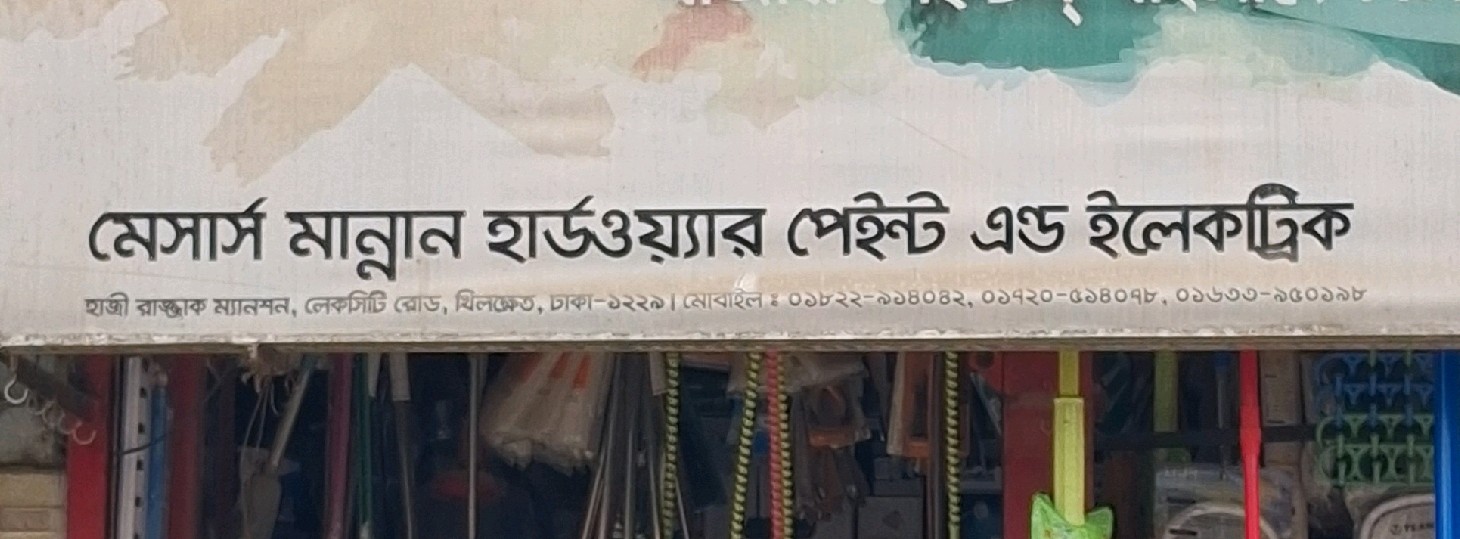 মেসার্স মান্নান হার্ডওয়্যার পেইন্ট এন্ড ইলেকট্রিক
হাজী রাজ্জাক ম্যানশন, লেকসিটি রোড, খিলক্ষেত, ঢাকা-১২২৯। মোবাইল ঃ ০১৮২২-৯১৪০৪২, ০১৭২০-৫১৪০৭৮, ০১৬৩৩-৯৫০১৯৮